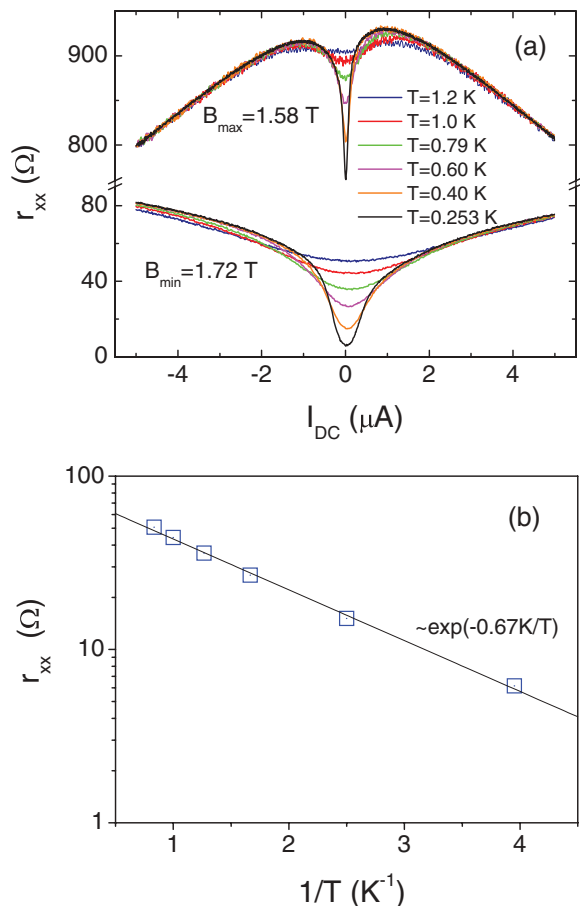 (a)
900
800
B_max=1.58 T
T=1.2 K
T=1.0 K
T=0.79 K
T=0.60 K
T=0.40 K
T=0.253 K
r_xx (Ω)
80
40
0
B_min=1.72 T
-4 -2 0 2 4
I_DC (μA)
(b)
100
10
1
r_xx (Ω)
~exp(-0.67K/T)
1 2 3 4
1/T (K⁻¹)